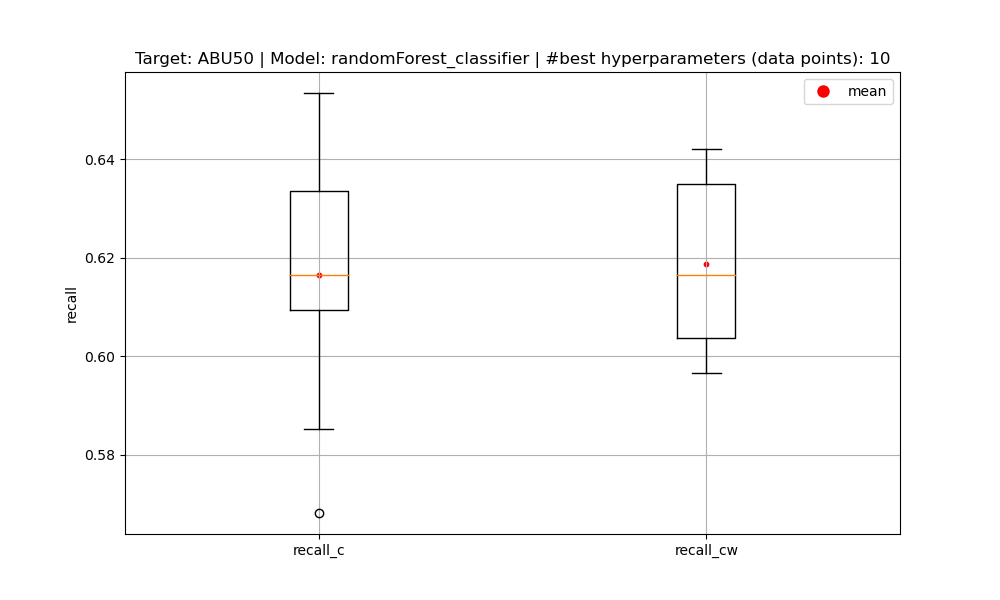 Target: ABU50 | Model: randomForest_classifier | #best hyperparameters (data points): 10
mean
0.64
0.62
0.60
0.58
recall
recall_c
recall_cw